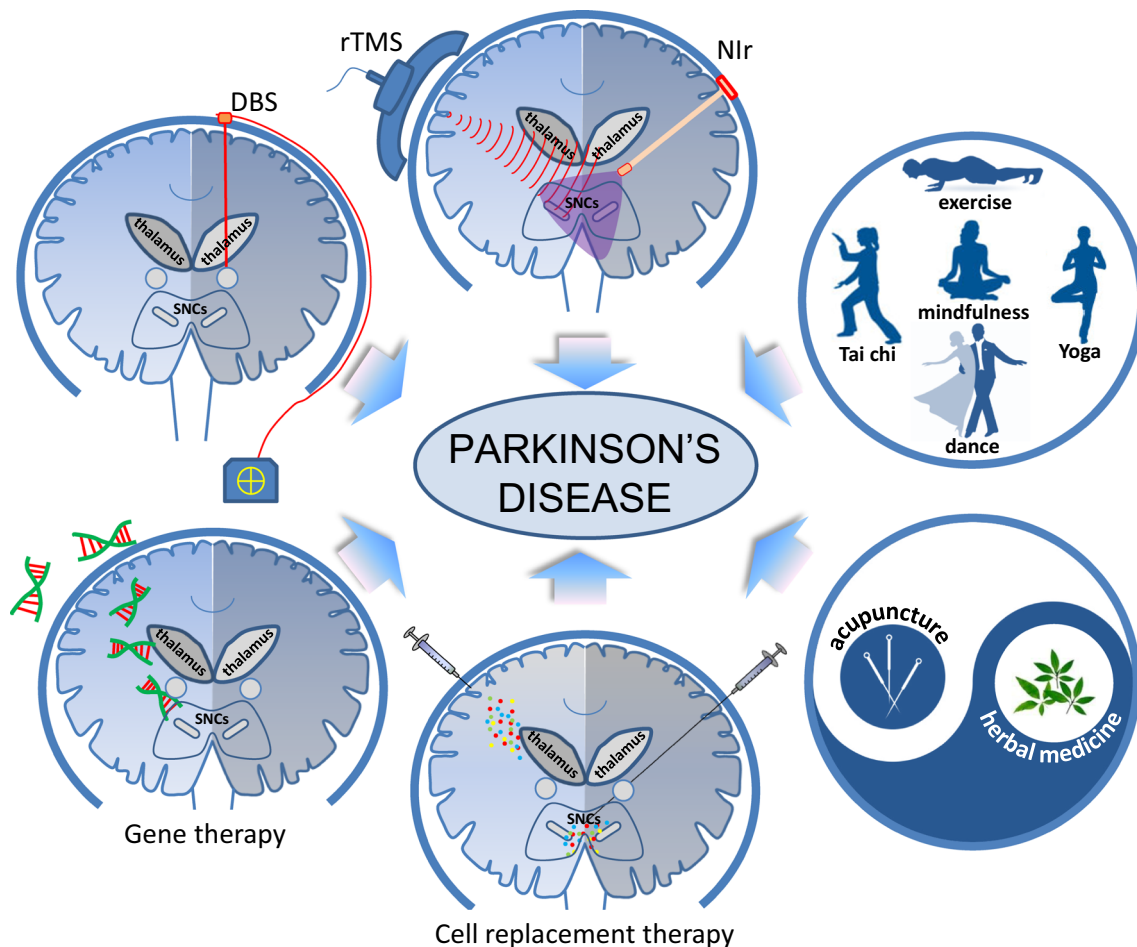 rTMS
NIr
DBS
thalamus
thalamus
SNCs
thalamus
thalamus
SNCs
exercise
mindfulness
Tai chi
Yoga
dance
PARKINSON'S
DISEASE
thalamus
thalamus
SNCs
Gene therapy
thalamus
thalamus
SNCs
Cell replacement therapy
acupuncture
herbal medicine